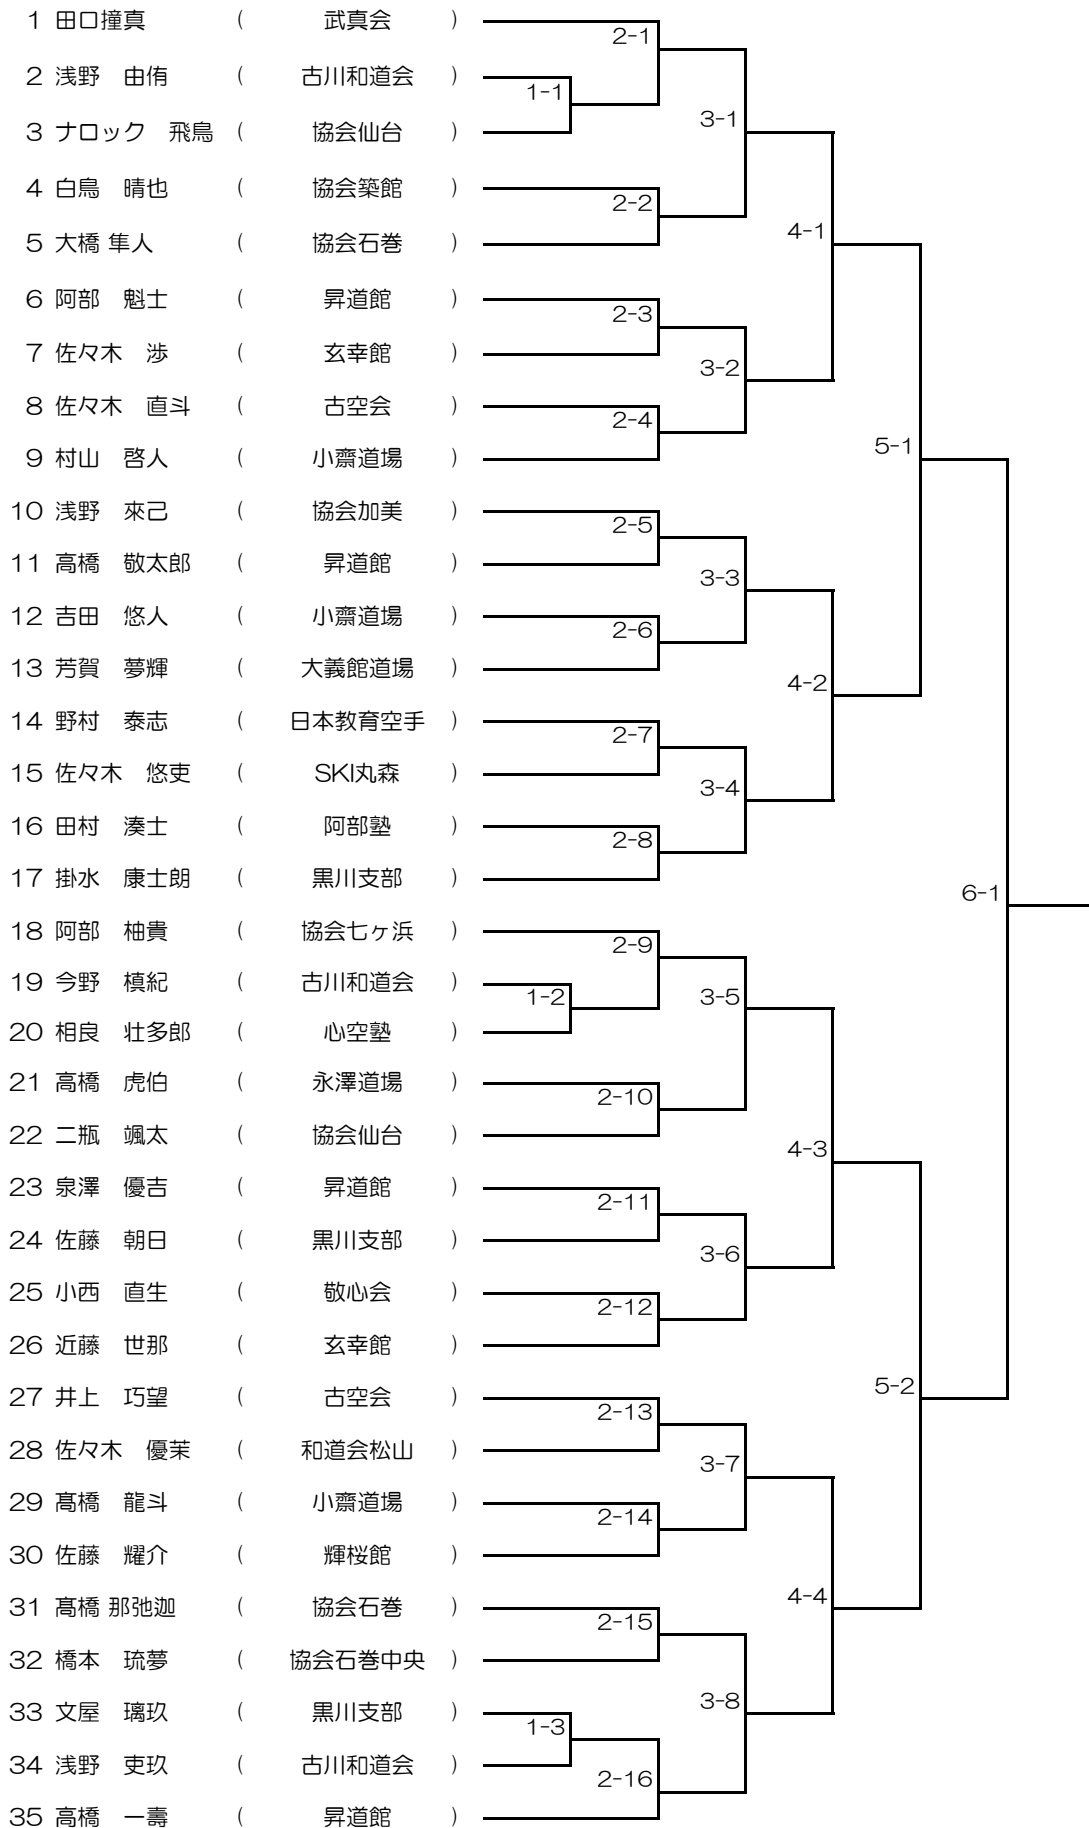 1 田口撞真 ( 武真会 )
2-1
2 浅野 由侑 ( 古川和道会 )
1-1
3-1
3 ナロック 飛鳥 ( 協会仙台 )
4 白鳥 晴也 ( 協会築館 )
2-2
4-1
5 大橋 隼人 ( 協会石巻 )
6 阿部 魁士 ( 昇道館 )
2-3
7 佐々木 渉 ( 玄幸館 )
3-2
8 佐々木 直斗 ( 古空会 )
2-4
5-1
9 村山 啓人 ( 小齋道場 )
10 浅野 來己 ( 協会加美 )
2-5
11 高橋 敬太郎 ( 昇道館 )
3-3
12 吉田 悠人 ( 小齋道場 )
2-6
13 芳賀 夢輝 ( 大義館道場 )
4-2
14 野村 泰志 ( 日本教育空手 )
2-7
15 佐々木 悠吏 ( SKI丸森 )
3-4
16 田村 湊士 ( 阿部塾 )
2-8
17 掛水 康士朗 ( 黒川支部 )
6-1
18 阿部 柚貴 ( 協会七ヶ浜 )
2-9
19 今野 槙紀 ( 古川和道会 )
1-2
3-5
20 相良 壮多郎 ( 心空塾 )
21 高橋 虎伯 ( 永澤道場 )
2-10
22 二瓶 颯太 ( 協会仙台 )
4-3
23 泉澤 優吉 ( 昇道館 )
2-11
24 佐藤 朝日 ( 黒川支部 )
3-6
25 小西 直生 ( 敬心会 )
2-12
26 近藤 世那 ( 玄幸館 )
5-2
27 井上 巧望 ( 古空会 )
2-13
28 佐々木 優茉 ( 和道会松山 )
3-7
29 髙橋 龍斗 ( 小齋道場 )
2-14
30 佐藤 耀介 ( 輝桜館 )
4-4
31 髙橋 那弛迦 ( 協会石巻 )
2-15
32 橋本 琉夢 ( 協会石巻中央 )
3-8
33 文屋 璃玖 ( 黒川支部 )
1-3
34 浅野 吏玖 ( 古川和道会 )
2-16
35 高橋 一壽 ( 昇道館 )